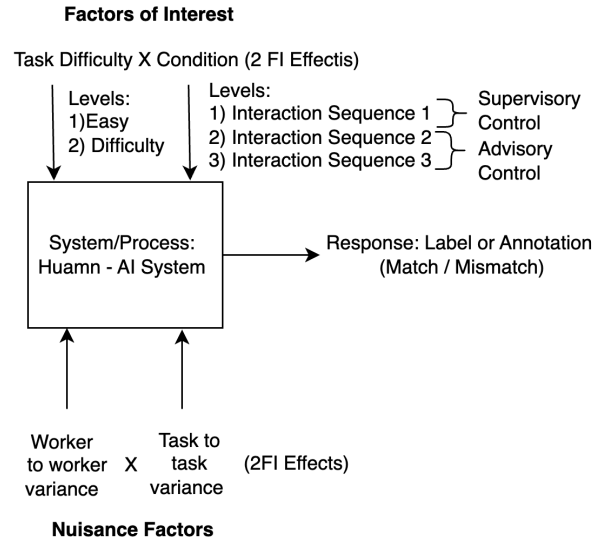 Factors of Interest
Task Difficulty X Condition (2 FI Effectis)
Levels:
1)Easy
2) Difficulty
Levels:
1) Interaction Sequence 1
2) Interaction Sequence 2
3) Interaction Sequence 3
Supervisory
Control
Advisory
Control
System/Process:
Huamn - AI System
Response: Label or Annotation
(Match / Mismatch)
Worker
to worker
variance
X
Task to
task
variance
(2FI Effects)
Nuisance Factors